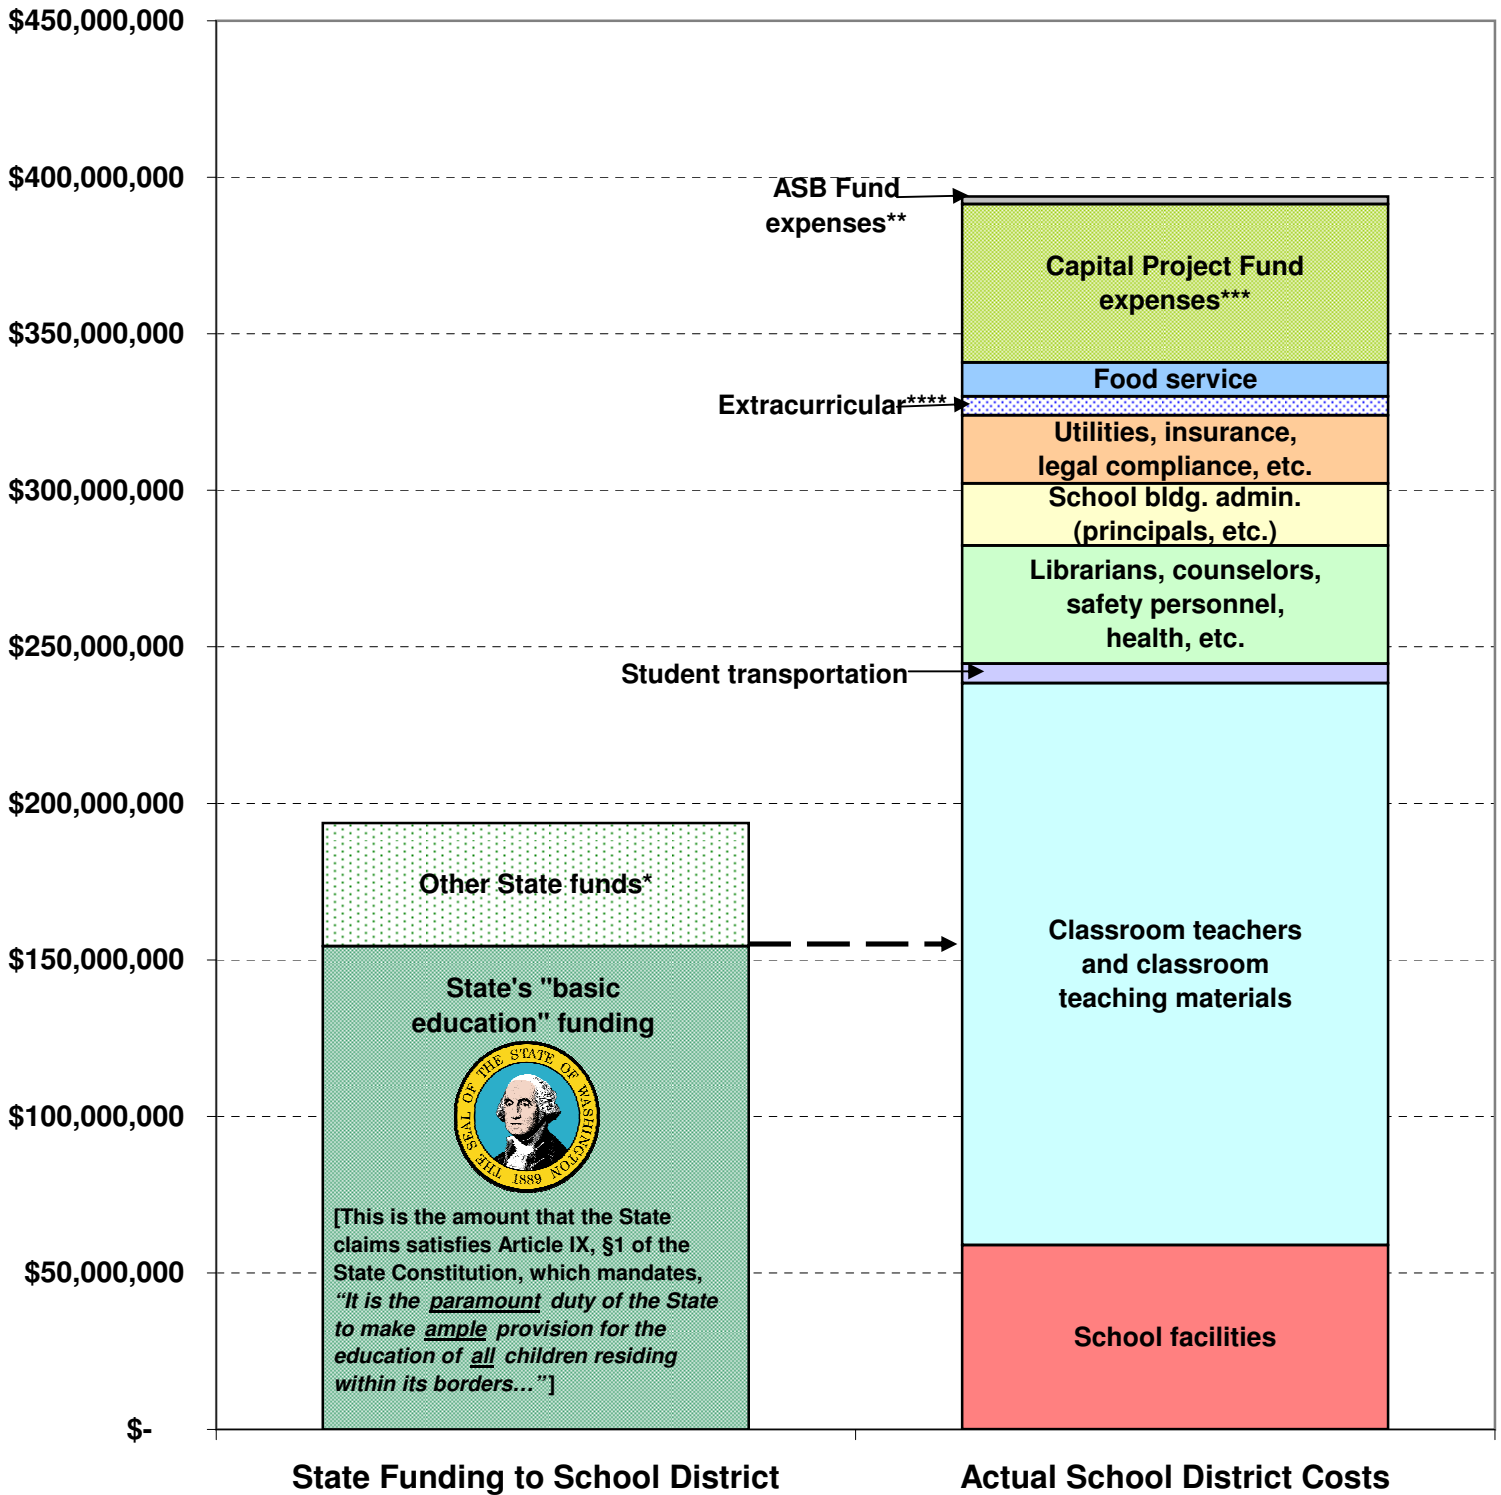 $450,000,000
$400,000,000
$350,000,000
$300,000,000
$250,000,000
$200,000,000
$150,000,000
$100,000,000
$50,000,000
$-
Other State funds*
State's "basic
education" funding
THE SEAL OF THE STATE OF WASHINGTON
1889
[This is the amount that the State
claims satisfies Article IX, §1 of the
State Constitution, which mandates,
“It is the paramount duty of the State
to make ample provision for the
education of all children residing
within its borders…”]
ASB Fund
expenses**
Capital Project Fund
expenses***
Food service
Extracurricular****
Utilities, insurance,
legal compliance, etc.
School bldg. admin.
(principals, etc.)
Librarians, counselors,
safety personnel,
health, etc.
Student transportation
Classroom teachers
and classroom
teaching materials
School facilities
State Funding to School District
Actual School District Costs